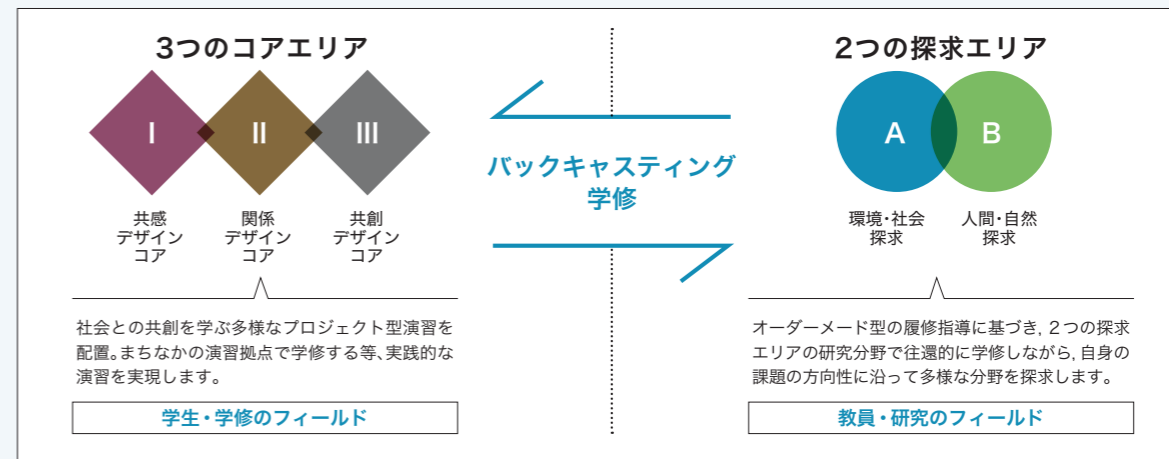 3つのコアエリア
I
II
III
共感
デザイン
コア
関係
デザイン
コア
共創
デザイン
コア
社会との共創を学ぶ多様なプロジェクト型演習を
配置。まちなかの演習拠点で学修する等、実践的な
演習を実現します。
学生・学修のフィールド
バックキャスティング
学修
2つの探求エリア
A
B
環境・社会
探求
人間・自然
探求
オーダーメード型の履修指導に基づき, 2つの探求
エリアの研究分野で往還的に学修しながら, 自身の
課題の方向性に沿って多様な分野を探求します。
教員・研究のフィールド